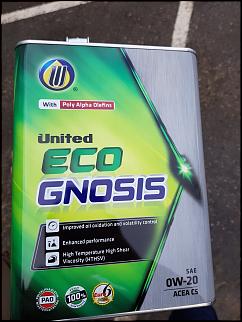 U
®
With Poly Alpha Olefins
United
ECO
GNOSIS
Improved oil oxidation and volatility control
Enhanced performance
High Temperature High Shear
Viscosity (HTHSV)
SAE
0W-20
ACEA C5
PAO
100%